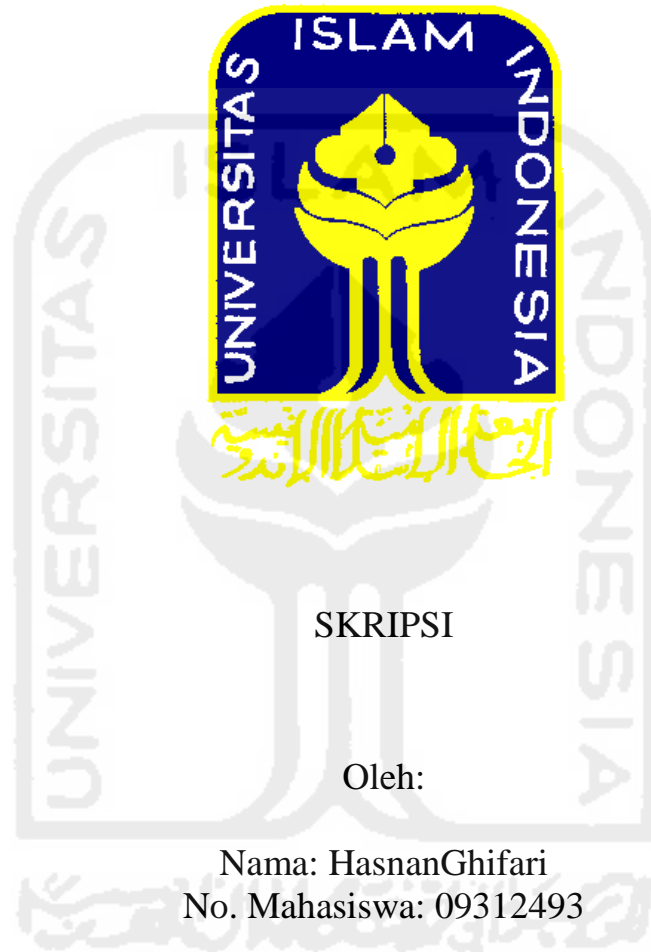 UNIVERSITAS ISLAM INDONESIA
SKRIPSI
Oleh:
Nama: HasnanGhifari
No. Mahasiswa: 09312493